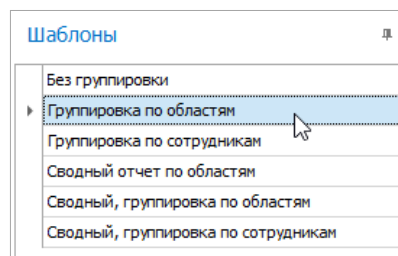 Шаблоны
Без группировки
Группировка по областям
Группировка по сотрудникам
Сводный отчет по областям
Сводный, группировка по областям
Сводный, группировка по сотрудникам